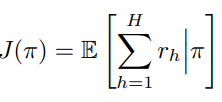 J(π) = 𝔼 [ ∑_{h=1}^{H} r_h | π ]